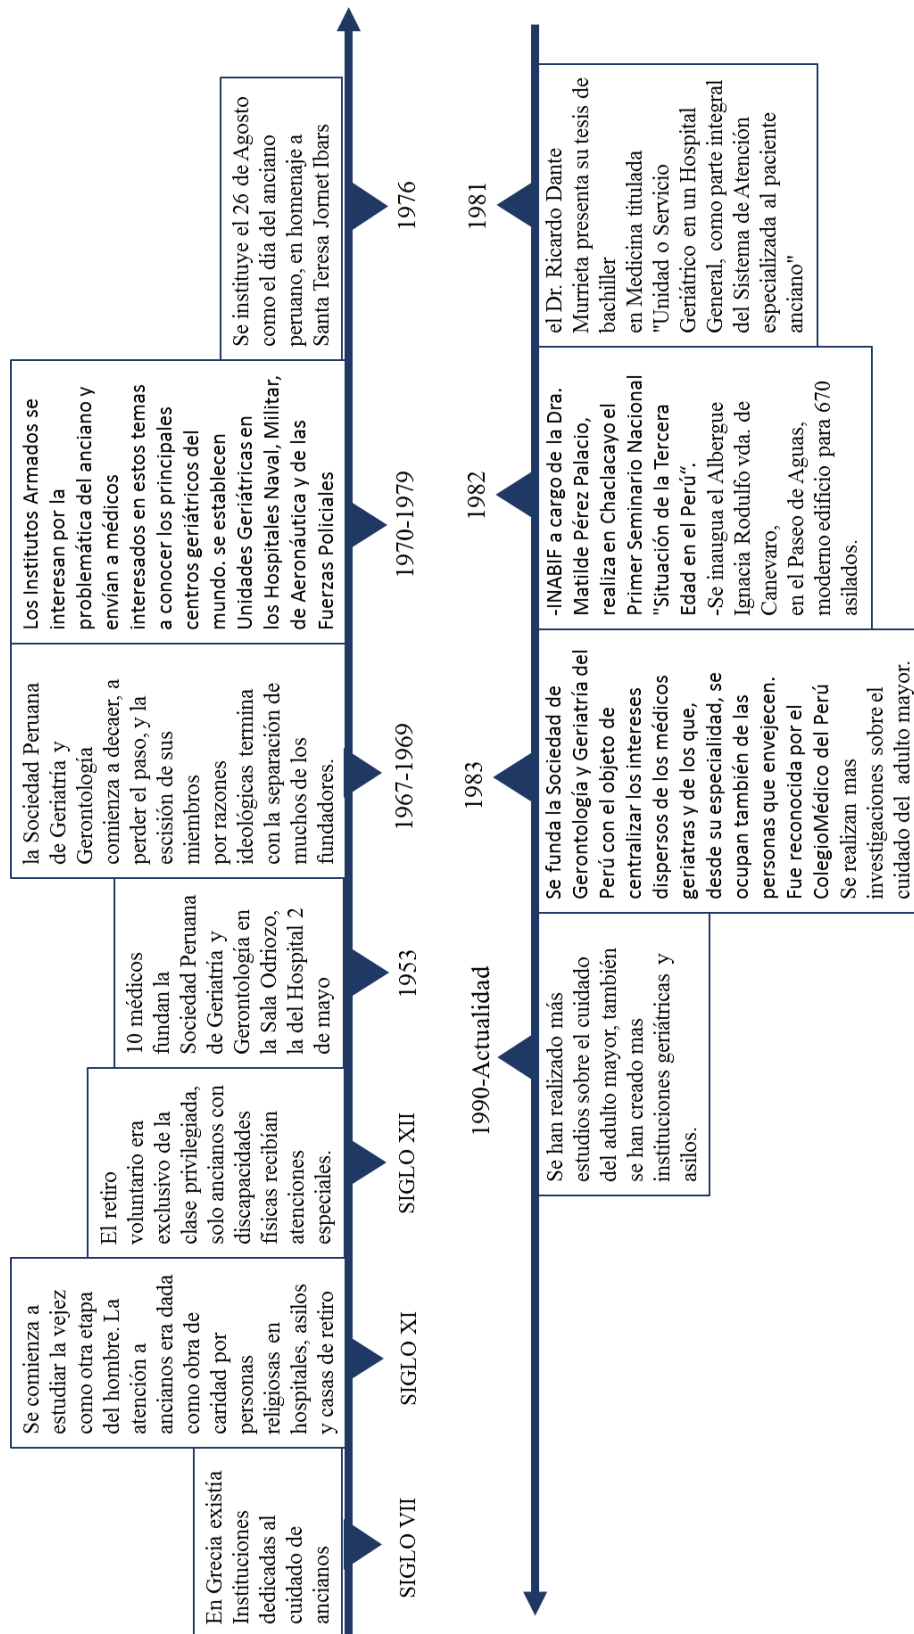 En Grecia existía
Instituciones
dedicadas al
cuidado de
ancianos
SIGLO VII
Se comienza a
estudiar la vejez
como otra etapa
del hombre. La
atención a
ancianos era dada
como obra de
caridad por
personas
religiosas en
hospitales, asilos
y casas de retiro
SIGLO XI
El retiro
voluntario era
exclusivo de la
clase privilegiada,
solo ancianos con
discapacidades
físicas recibían
atenciones
especiales.
SIGLO XII
10 médicos
fundan la
Sociedad Peruana
de Geriatría y
Gerontología en
la Sala Odriozo,
la del Hospital 2
de mayo
1953
la Sociedad Peruana
de Geriatría y
Gerontología
comienza a decaer, a
perder el paso, y la
escisión de sus
miembros
por razones
ideológicas termina
con la separación de
muchos de los
fundadores.
1967-1969
Los Institutos Armados se
interesan por la
problemática del anciano y
envían a médicos
interesados en estos temas
a conocer los principales
centros geriátricos del
mundo. se establecen
Unidades Geriátricas en
los Hospitales Naval, Militar,
de Aeronáutica y de las
Fuerzas Policiales
1970-1979
Se instituye el 26 de Agosto
como el día del anciano
peruano, en homenaje a
Santa Teresa Jornet Ibars
1976
1981
el Dr. Ricardo Dante
Murrieta presenta su tesis de
bachiller
en Medicina titulada
"Unidad o Servicio
Geriátrico en un Hospital
General, como parte integral
del Sistema de Atención
especializada al paciente
anciano"
1982
-INABIF a cargo de la Dra.
Matilde Pérez Palacio,
realiza en Chaclacayo el
Primer Seminario Nacional
"Situación de la Tercera
Edad en el Perú".
-Se inaugua el Albergue
Ignacia Rodulfo vda. de
Canevaro,
en el Paseo de Aguas,
moderno edificio para 670
asilados.
1983
Se funda la Sociedad de
Gerontología y Geriatría del
Perú con el objeto de
centralizar los intereses
dispersos de los médicos
geriatras y de los que,
desde su especialidad, se
ocupan también de las
personas que envejecen.
Fue reconocida por el
ColegioMédico del Perú
Se realizan mas
investigaciones sobre el
cuidado del adulto mayor.
1990-Actualidad
Se han realizado más
estudios sobre el cuidado
del adulto mayor, también
se han creado mas
instituciones geriátricas y
asilos.